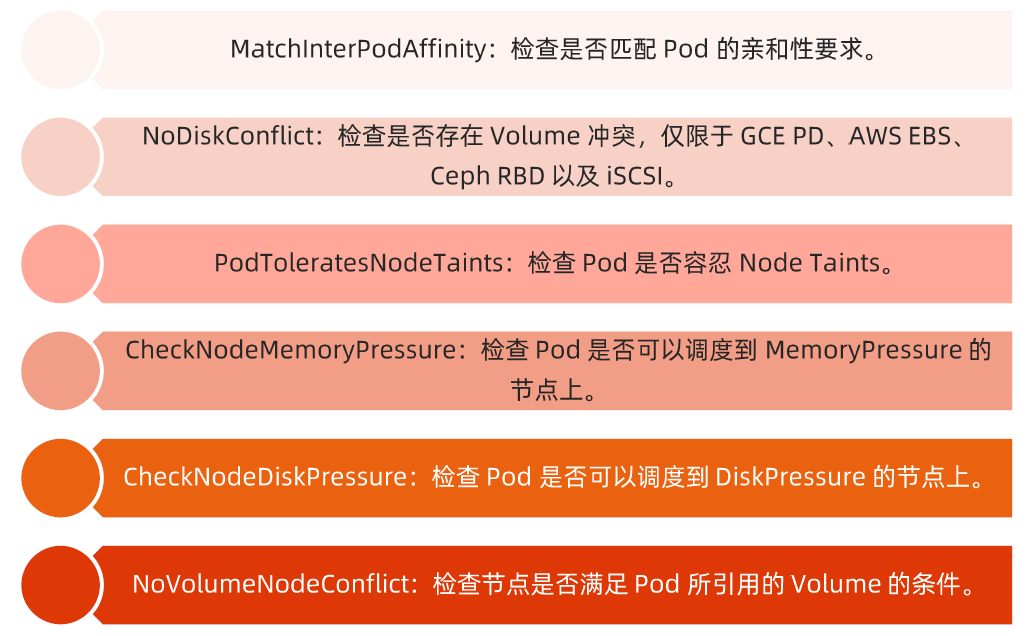 MatchInterPodAffinity：检查是否匹配 Pod 的亲和性要求。
NoDiskConflict：检查是否存在 Volume 冲突，仅限于 GCE PD、AWS EBS、
Ceph RBD 以及 iSCSI。
PodToleratesNodeTaints：检查 Pod 是否容忍 Node Taints。
CheckNodeMemoryPressure：检查 Pod 是否可以调度到 MemoryPressure 的
节点上。
CheckNodeDiskPressure：检查 Pod 是否可以调度到 DiskPressure 的节点上。
NoVolumeNodeConflict：检查节点是否满足 Pod 所引用的 Volume 的条件。